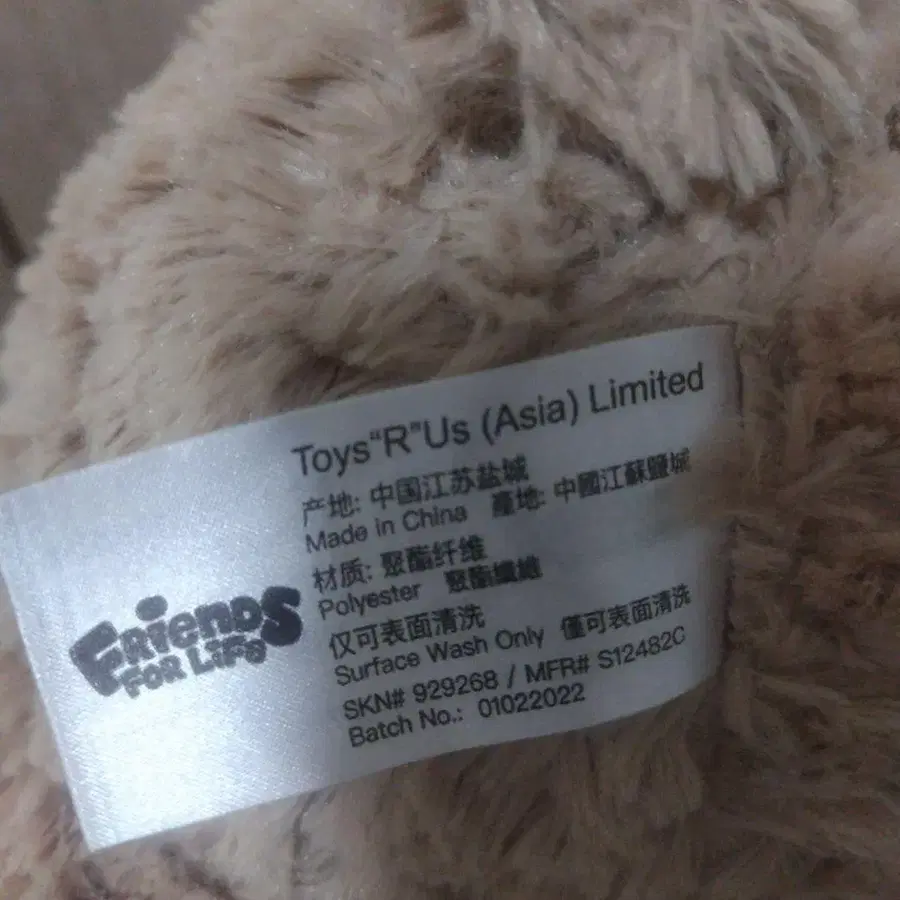 Toys"R"Us (Asia) Limited
产地: 中国江苏盐城
Made in China 產地: 中國江蘇鹽城
材质: 聚酯纤维
Polyester 聚酯纖維
仅可表面清洗
Surface Wash Only 僅可表面清洗
SKN# 929268 / MFR# S12482C
Batch No.: 01022022
FRiENDS
FOR LiFE